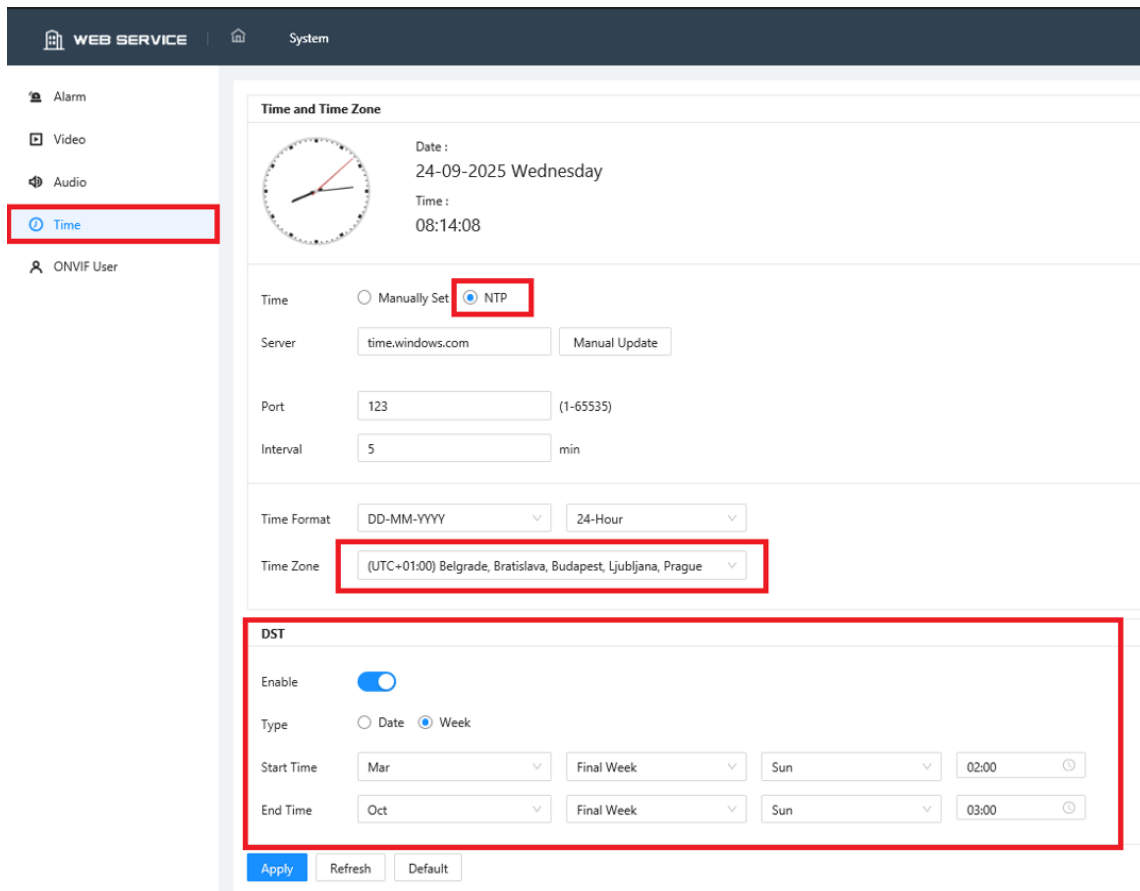 WEB SERVICE System
Alarm
Video
Audio
Time
ONVIF User
Time and Time Zone
Date :
24-09-2025 Wednesday
Time :
08:14:08
Time Manually Set NTP
Server time.windows.com Manual Update
Port 123 (1-65535)
Interval 5 min
Time Format DD-MM-YYYY 24-Hour
Time Zone (UTC+01:00) Belgrade, Bratislava, Budapest, Ljubljana, Prague
DST
Enable
Type Date Week
Start Time Mar Final Week Sun 02:00
End Time Oct Final Week Sun 03:00
Apply Refresh Default